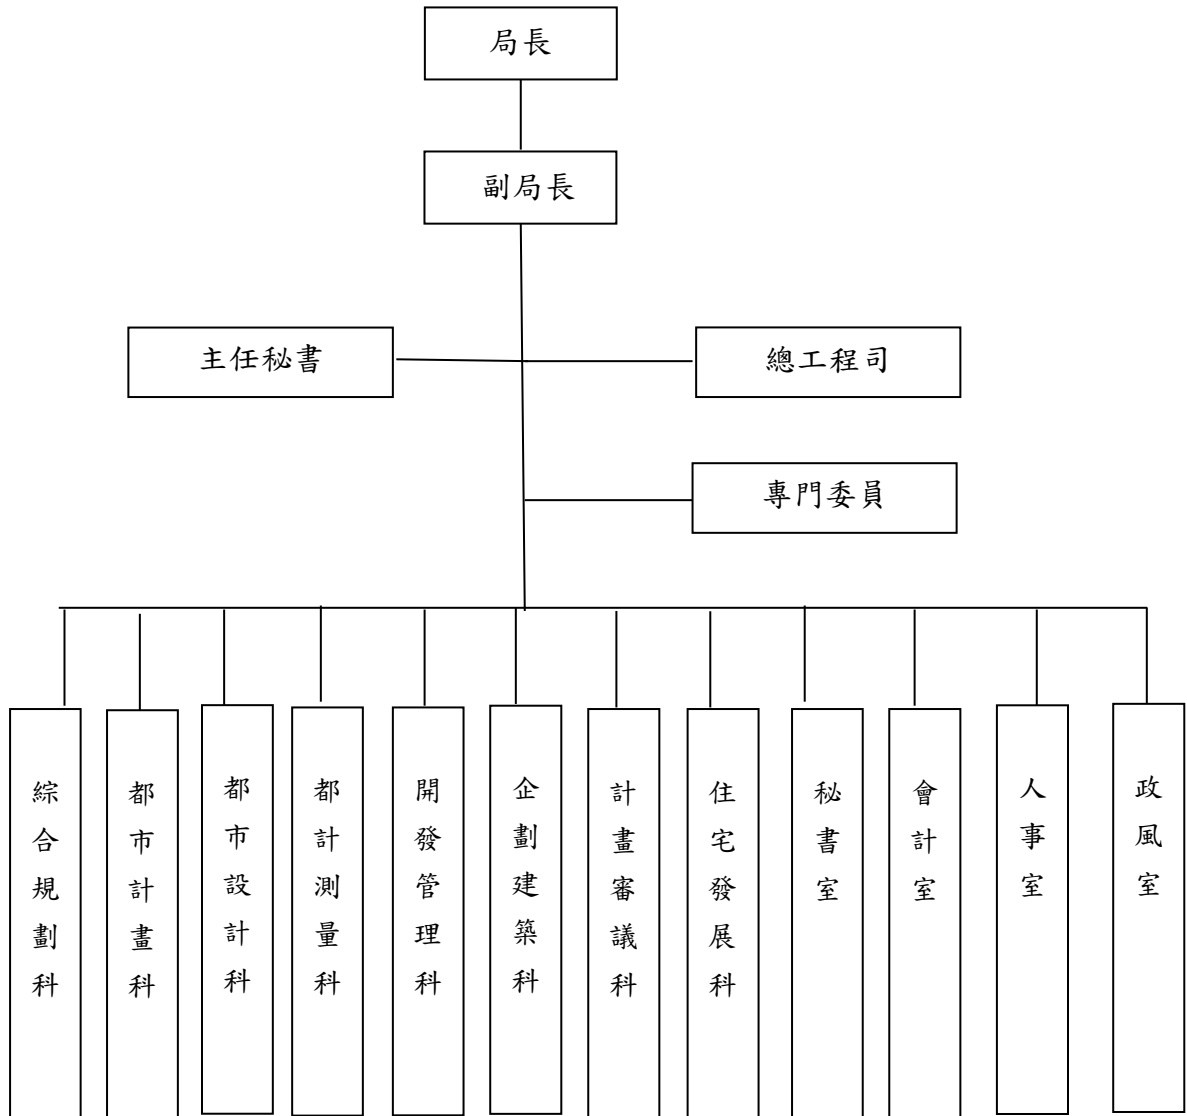 局長
副局長
主任秘書
總工程司
專門委員
綜合規劃科
都市計畫科
都市設計科
都計測量科
開發管理科
企劃建築科
計畫審議科
住宅發展科
秘書室
會計室
人事室
政風室